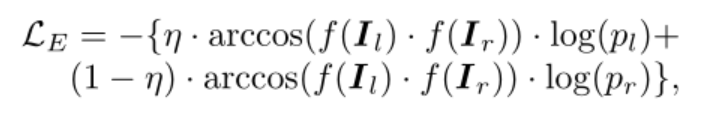 ℒ_E = −{η · arccos(f(𝑰_l) · f(𝑰_r)) · log(p_l)+
(1 − η) · arccos(f(𝑰_l) · f(𝑰_r)) · log(p_r)},